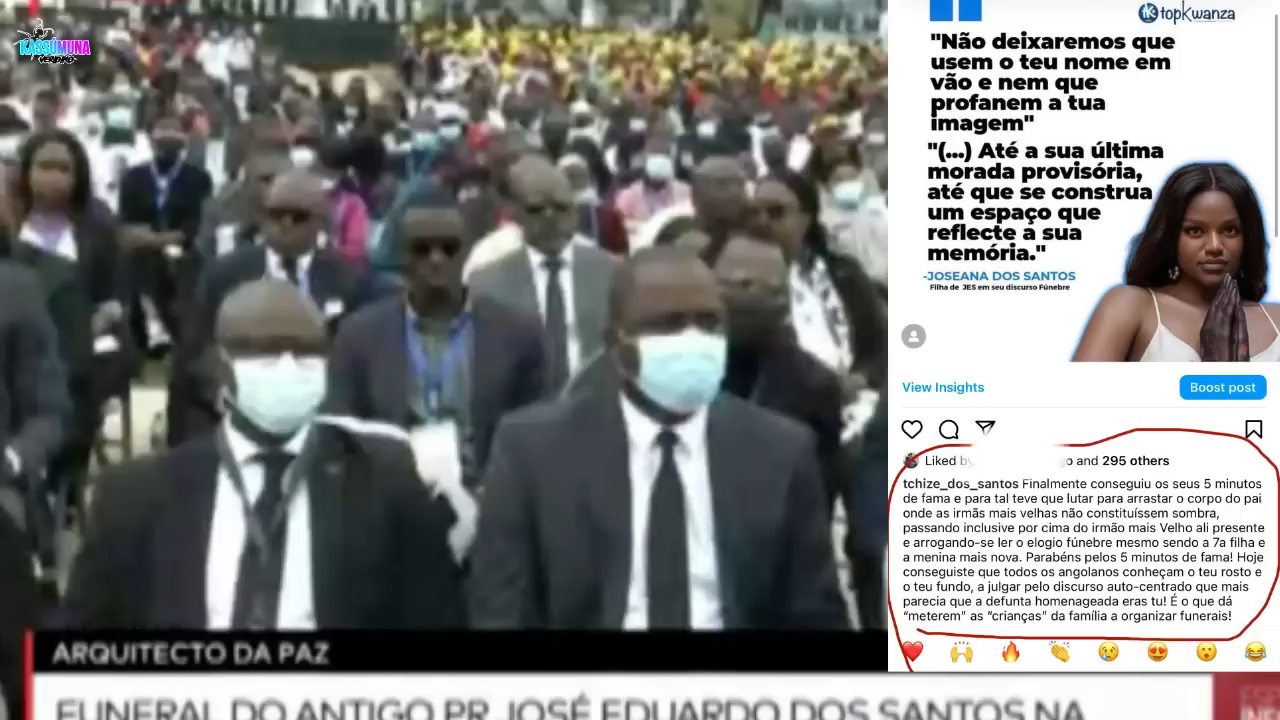 KASSUMUNA
VERDIKO
ARQUITECTO DA PAZ
FUNERAL DO ANTIGO PR JOSÉ EDUARDO DOS SANTOS NA
topKwanza
"Não deixaremos que
usem o teu nome em
vão e nem que
profanem a tua
imagem"
"(...) Até a sua última
morada provisória,
até que se construa
um espaço que
reflecte a sua
memória."
-JOSEANA DOS SANTOS
Filha de JES em seu discurso Fúnebre
View Insights
Boost post
Liked by
go and 295 others
tchize_dos_santos Finalmente conseguiu os seus 5 minutos
de fama e para tal teve que lutar para arrastar o corpo do pai
onde as irmãs mais velhas não constituíssem sombra,
passando inclusive por cima do irmão mais Velho ali presente
e arrogando-se ler o elogio fúnebre mesmo sendo a 7a filha e
a menina mais nova. Parabéns pelos 5 minutos de fama! Hoje
conseguiste que todos os angolanos conheçam o teu rosto e
o teu fundo, a julgar pelo discurso auto-centrado que mais
parecia que a defunta homenageada eras tu! É o que dá
“meterem” as “crianças” da família a organizar funerais!